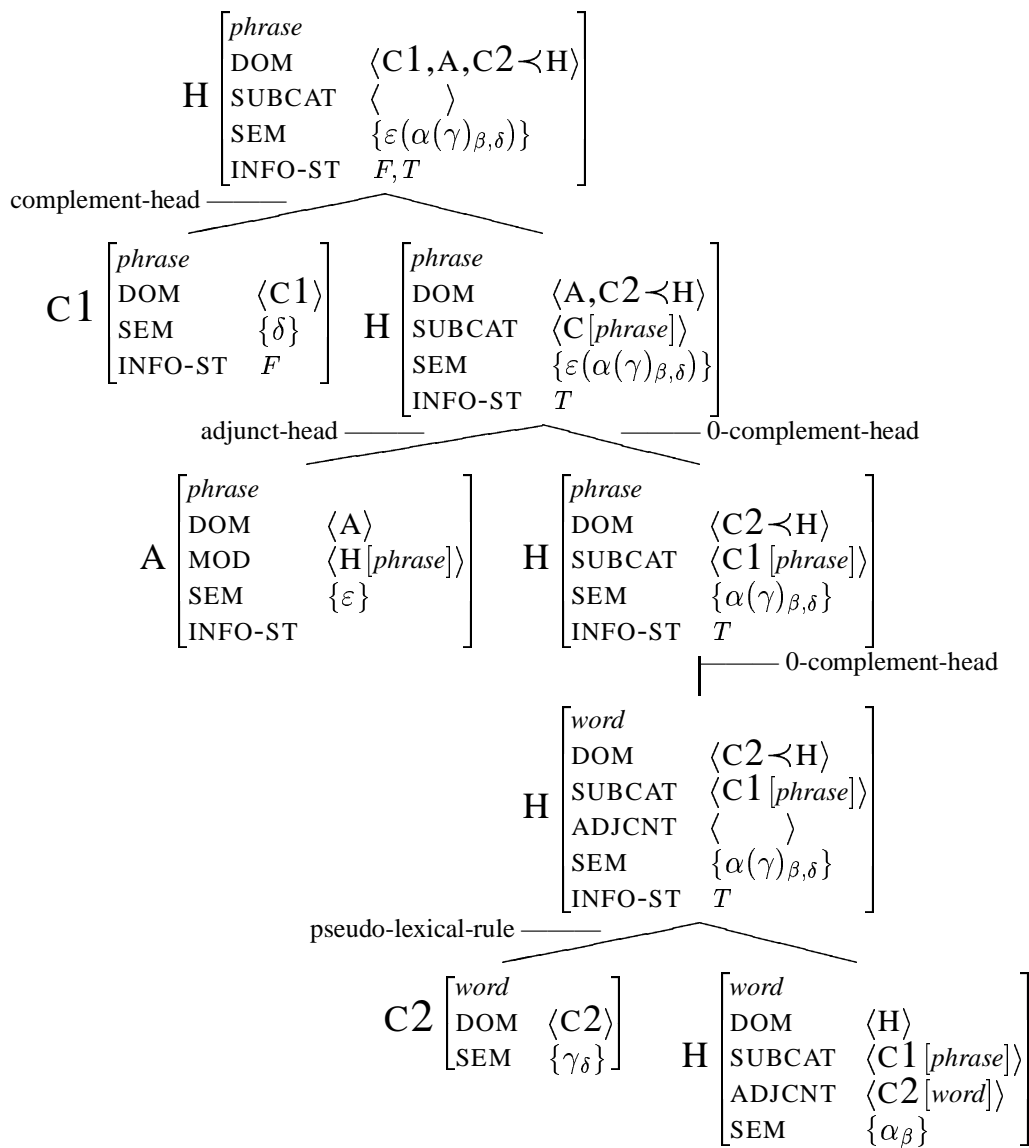 phrase
DOM ⟨C1,A,C2≺H⟩
H SUBCAT ⟨ ⟩
SEM {ε(α(γ)β,δ)}
INFO-ST F,T
complement-head
phrase
C1 DOM ⟨C1⟩
SEM {δ}
INFO-ST F
phrase
DOM ⟨A,C2≺H⟩
H SUBCAT ⟨C[phrase]⟩
SEM {ε(α(γ)β,δ)}
INFO-ST T
adjunct-head
0-complement-head
phrase
DOM ⟨A⟩
A MOD ⟨H[phrase]⟩
SEM {ε}
INFO-ST
phrase
DOM ⟨C2≺H⟩
H SUBCAT ⟨C1[phrase]⟩
SEM {α(γ)β,δ}
INFO-ST T
0-complement-head
word
DOM ⟨C2≺H⟩
H SUBCAT ⟨C1[phrase]⟩
ADJCNT ⟨ ⟩
SEM {α(γ)β,δ}
INFO-ST T
pseudo-lexical-rule
word
C2 DOM ⟨C2⟩
SEM {γδ}
word
DOM ⟨H⟩
H SUBCAT ⟨C1[phrase]⟩
ADJCNT ⟨C2[word]⟩
SEM {αβ}